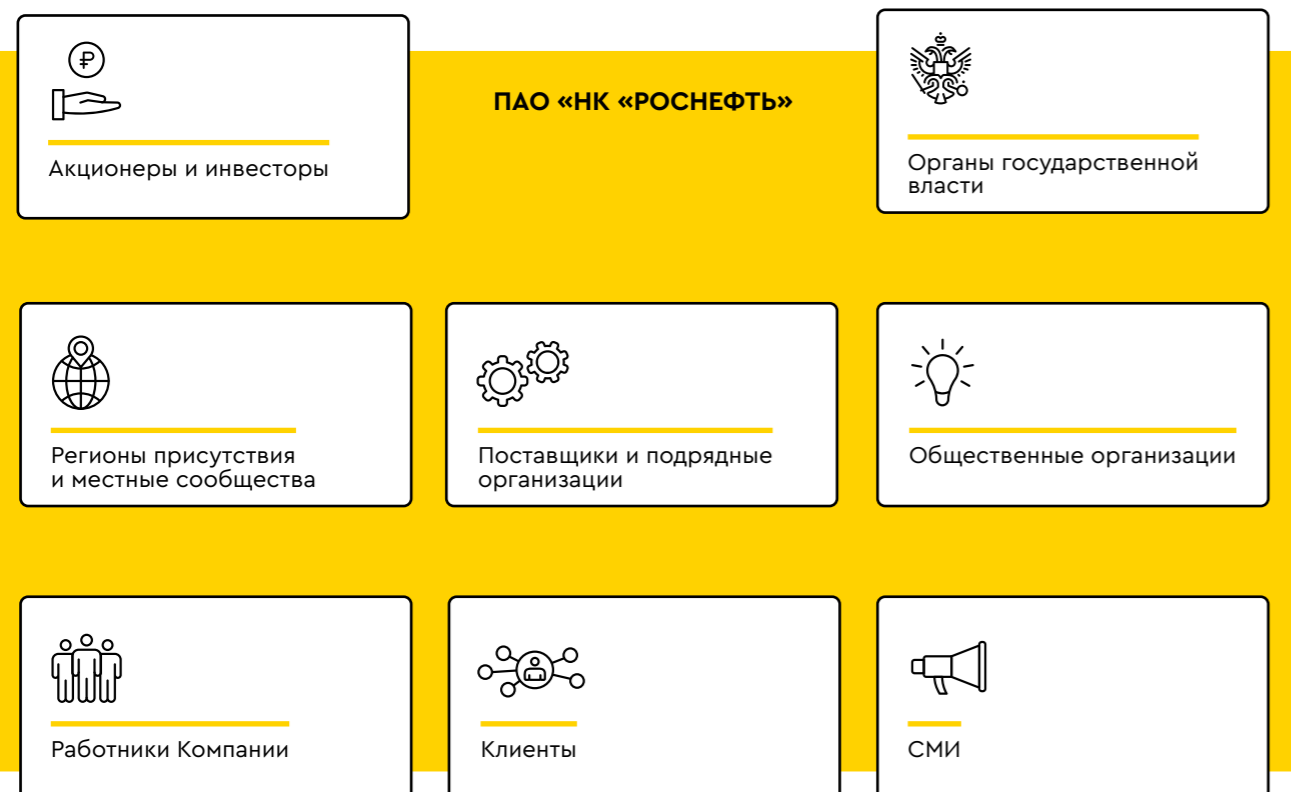 ПАО «НК «РОСНЕФТЬ»
Акционеры и инвесторы
Органы государственной
власти
Регионы присутствия
и местные сообщества
Поставщики и подрядные
организации
Общественные организации
Работники Компании
Клиенты
СМИ